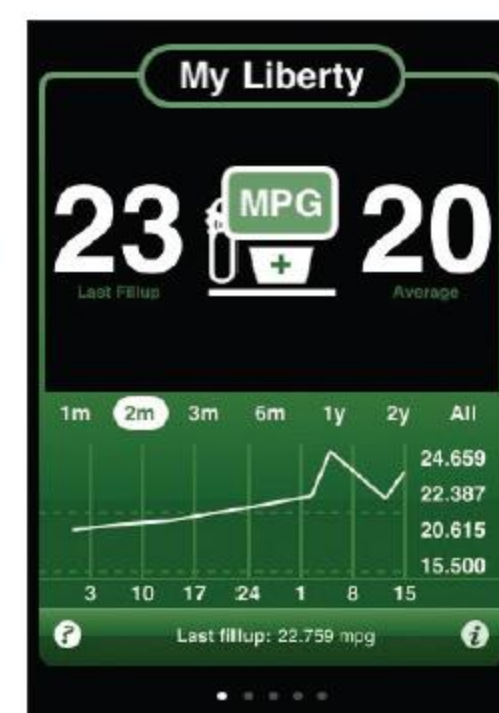 My Liberty
23 MPG 20
+
Last Fillup Average
1m 2m 3m 6m 1y 2y All
24.659
22.387
20.615
15.500
3 10 17 24 1 8 15
? Last fillup: 22.759 mpg i